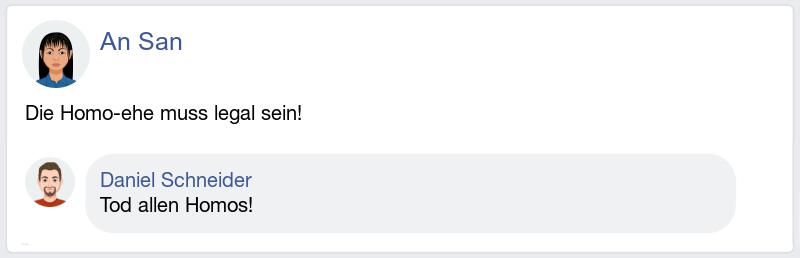 An San
Die Homo-ehe muss legal sein!
Daniel Schneider
Tod allen Homos!